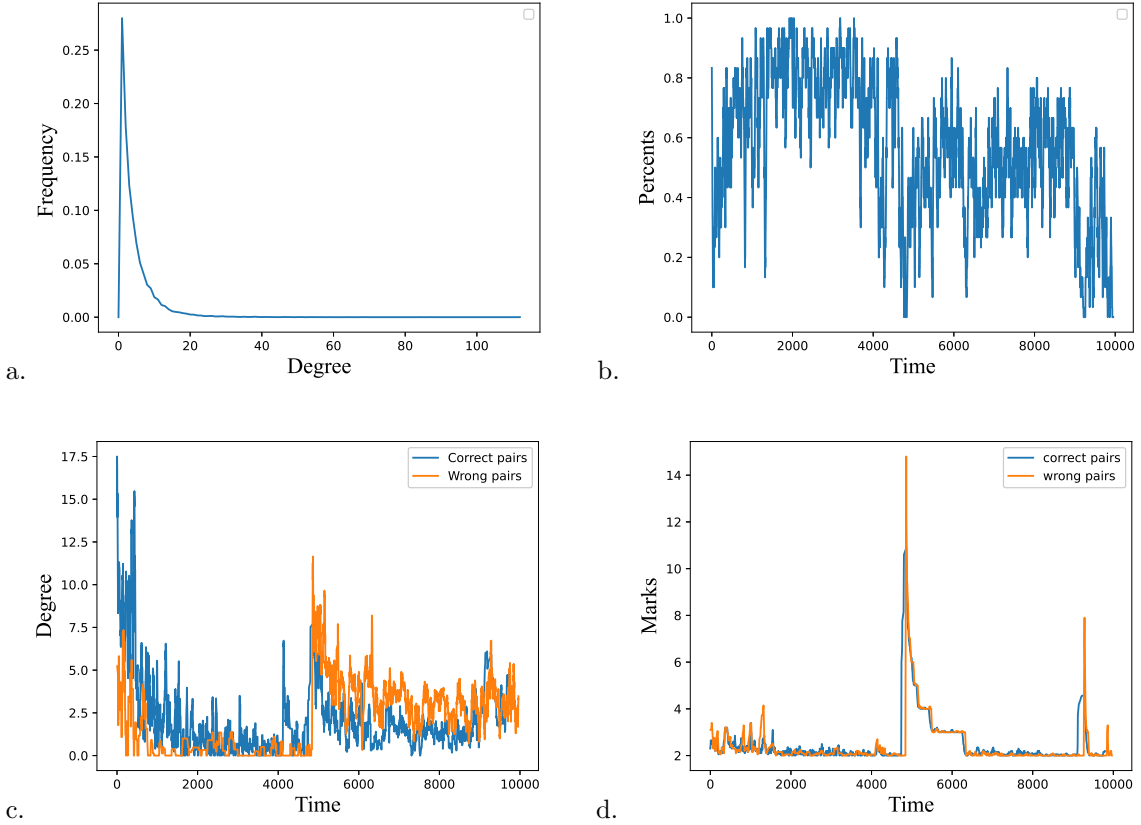 0.25
0.20
0.15
0.10
0.05
0.00
Frequency
0 20 40 60 80 100
Degree
a.
1.0
0.8
0.6
0.4
0.2
0.0
Percents
0 2000 4000 6000 8000 10000
Time
b.
17.5
15.0
12.5
10.0
7.5
5.0
2.5
0.0
Degree
Correct pairs
Wrong pairs
0 2000 4000 6000 8000 10000
Time
c.
14
12
10
8
6
4
2
Marks
correct pairs
wrong pairs
0 2000 4000 6000 8000 10000
Time
d.